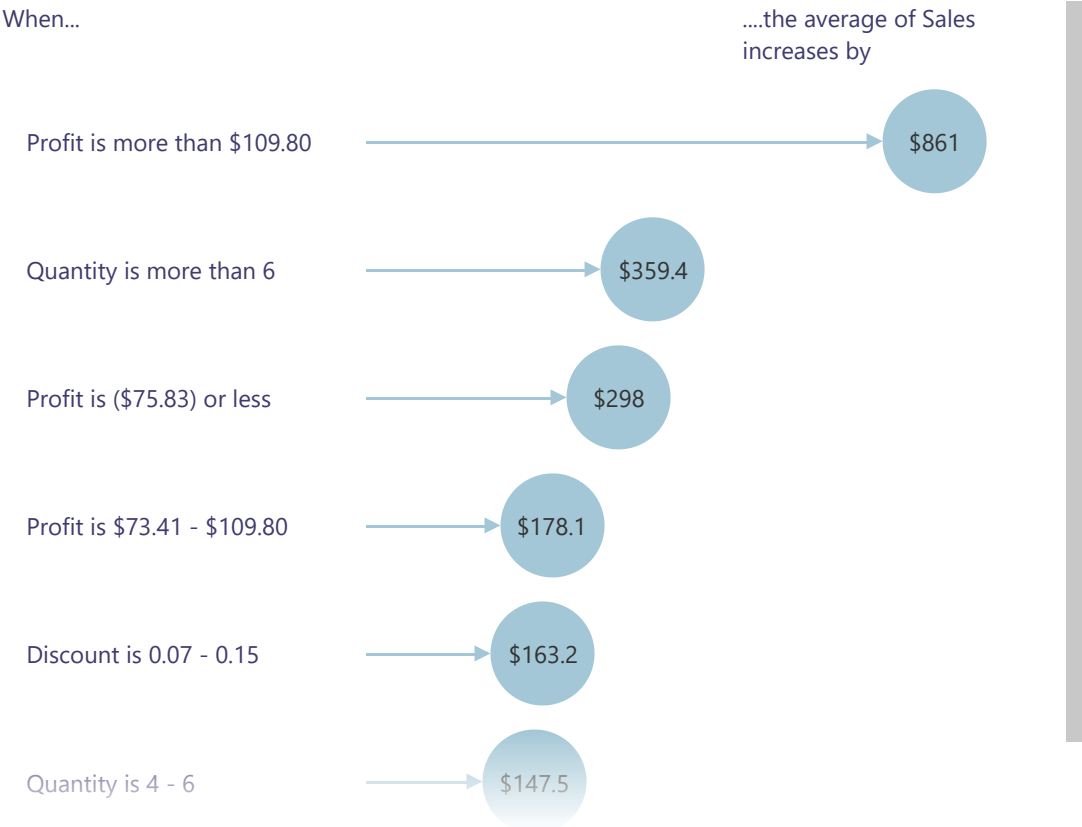 When...
....the average of Sales
increases by
Profit is more than $109.80
$861
Quantity is more than 6
$359.4
Profit is ($75.83) or less
$298
Profit is $73.41 - $109.80
$178.1
Discount is 0.07 - 0.15
$163.2
Quantity is 4 - 6
$147.5